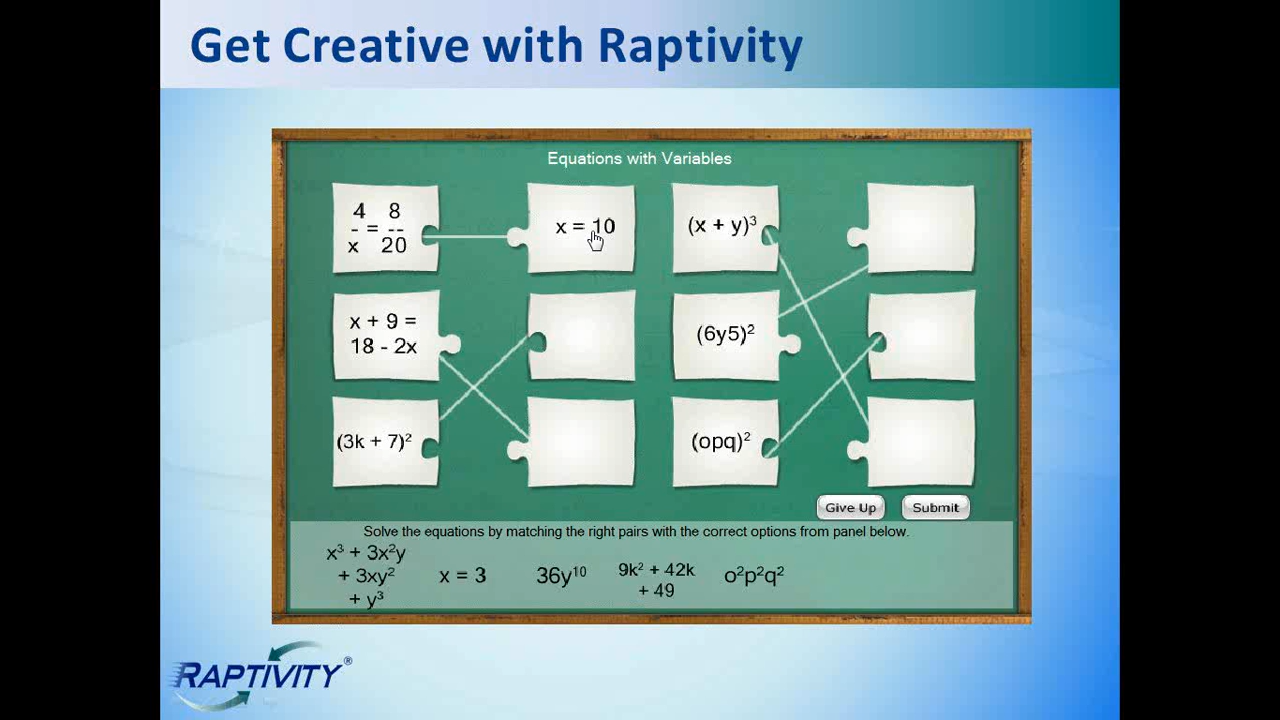 Get Creative with Raptivity
Equations with Variables
4 8
- = --
x 20
x = 10
(x + y)³
x + 9 =
18 - 2x
(6y5)²
(3k + 7)²
(opq)²
Give Up
Submit
Solve the equations by matching the right pairs with the correct options from panel below.
x³ + 3x²y
+ 3xy²
+ y³
x = 3
36y¹⁰
9k² + 42k
+ 49
o²p²q²
RAPTIVITY®